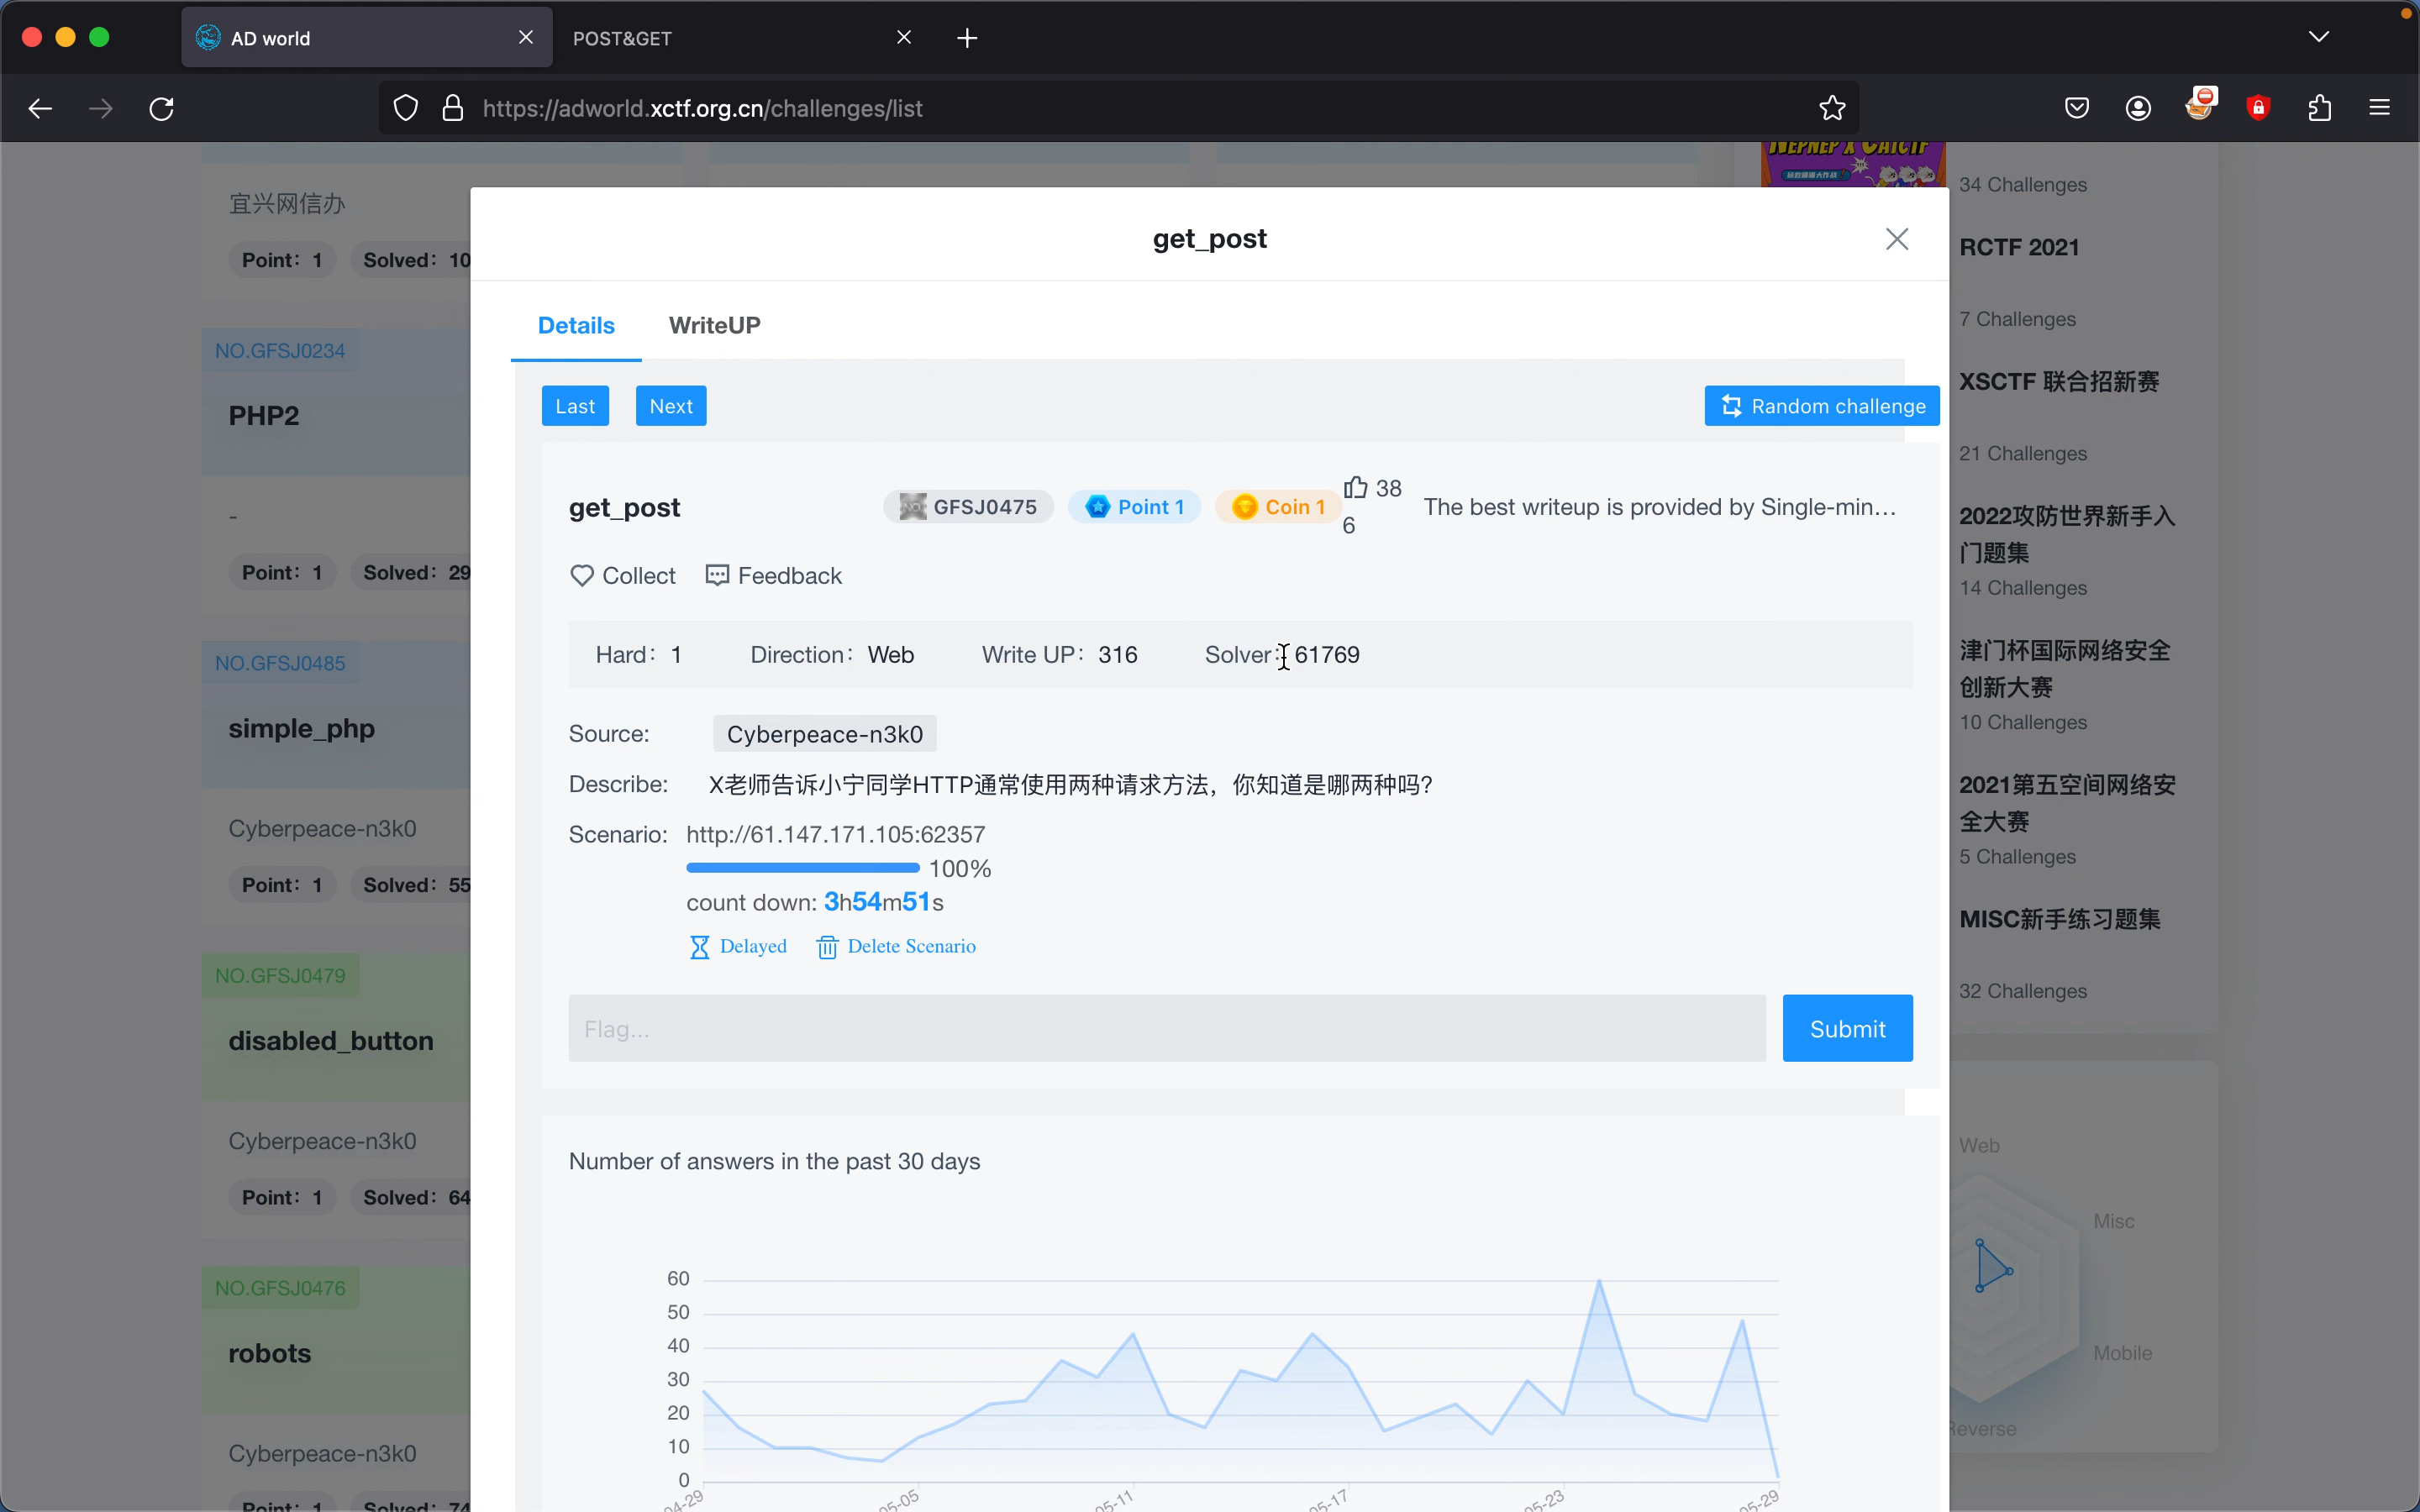 AD world
POST&GET
https://adworld.xctf.org.cn/challenges/list
宜兴网信办
Point: 1 Solved: 10
NO.GFSJ0234
PHP2
-
Point: 1 Solved: 29
NO.GFSJ0485
simple_php
Cyberpeace-n3k0
Point: 1 Solved: 55
NO.GFSJ0479
disabled_button
Cyberpeace-n3k0
Point: 1 Solved: 64
NO.GFSJ0476
robots
Cyberpeace-n3k0
Point: 1 Solved: 74
get_post
Details WriteUP
Last Next Random challenge
get_post GFSJ0475 Point 1 Coin 1 38
6
The best writeup is provided by Single-min...
Collect Feedback
Hard: 1 Direction: Web Write UP: 316 Solver: 61769
Source: Cyberpeace-n3k0
Describe: X老师告诉小宁同学HTTP通常使用两种请求方法，你知道是哪两种吗？
Scenario: http://61.147.171.105:62357
100%
count down: 3h54m51s
Delayed Delete Scenario
Flag... Submit
Number of answers in the past 30 days
60
50
40
30
20
10
0
04-29 05-05 05-11 05-17 05-23 05-29
NEPNEP X CATCTF
34 Challenges
RCTF 2021
7 Challenges
XSCTF 联合招新赛
21 Challenges
2022攻防世界新手入
门题集
14 Challenges
津门杯国际网络安全
创新大赛
10 Challenges
2021第五空间网络安
全大赛
5 Challenges
MISC新手练习题集
32 Challenges
Web
Misc
Mobile
Reverse